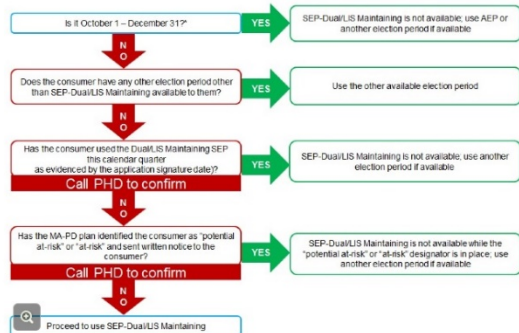 Is it October 1 – December 31?*
YES
SEP-Dual/LIS Maintaining is not available; use AEP or
another election period if available
NO
Does the consumer have any other election period other
than SEP-Dual/LIS Maintaining available to them?
YES
Use the other available election period
NO
Has the consumer used the Dual/LIS Maintaining SEP
this calendar quarter
as evidenced by the application signature date)?
Call PHD to confirm
YES
SEP-Dual/LIS Maintaining is not available; use another
election period if available
NO
Has the MA-PD plan identified the consumer as "potential
at-risk" or "at-risk" and sent written notice to the
consumer?
Call PHD to confirm
YES
SEP-Dual/LIS Maintaining is not available while the
"potential at-risk" or "at-risk" designator is in place; use
another election period if available
NO
Proceed to use SEP-Dual/LIS Maintaining